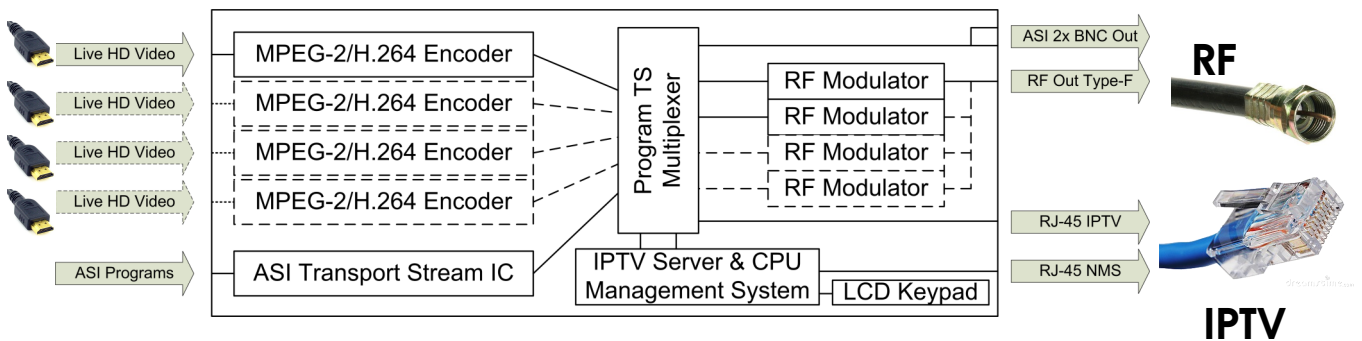 Live HD Video
Live HD Video
Live HD Video
Live HD Video
ASI Programs
MPEG-2/H.264 Encoder
MPEG-2/H.264 Encoder
MPEG-2/H.264 Encoder
MPEG-2/H.264 Encoder
ASI Transport Stream IC
Program TS
Multiplexer
RF Modulator
RF Modulator
RF Modulator
RF Modulator
IPTV Server & CPU
Management System
LCD Keypad
ASI 2x BNC Out
RF Out Type-F
RJ-45 IPTV
RJ-45 NMS
RF
IPTV